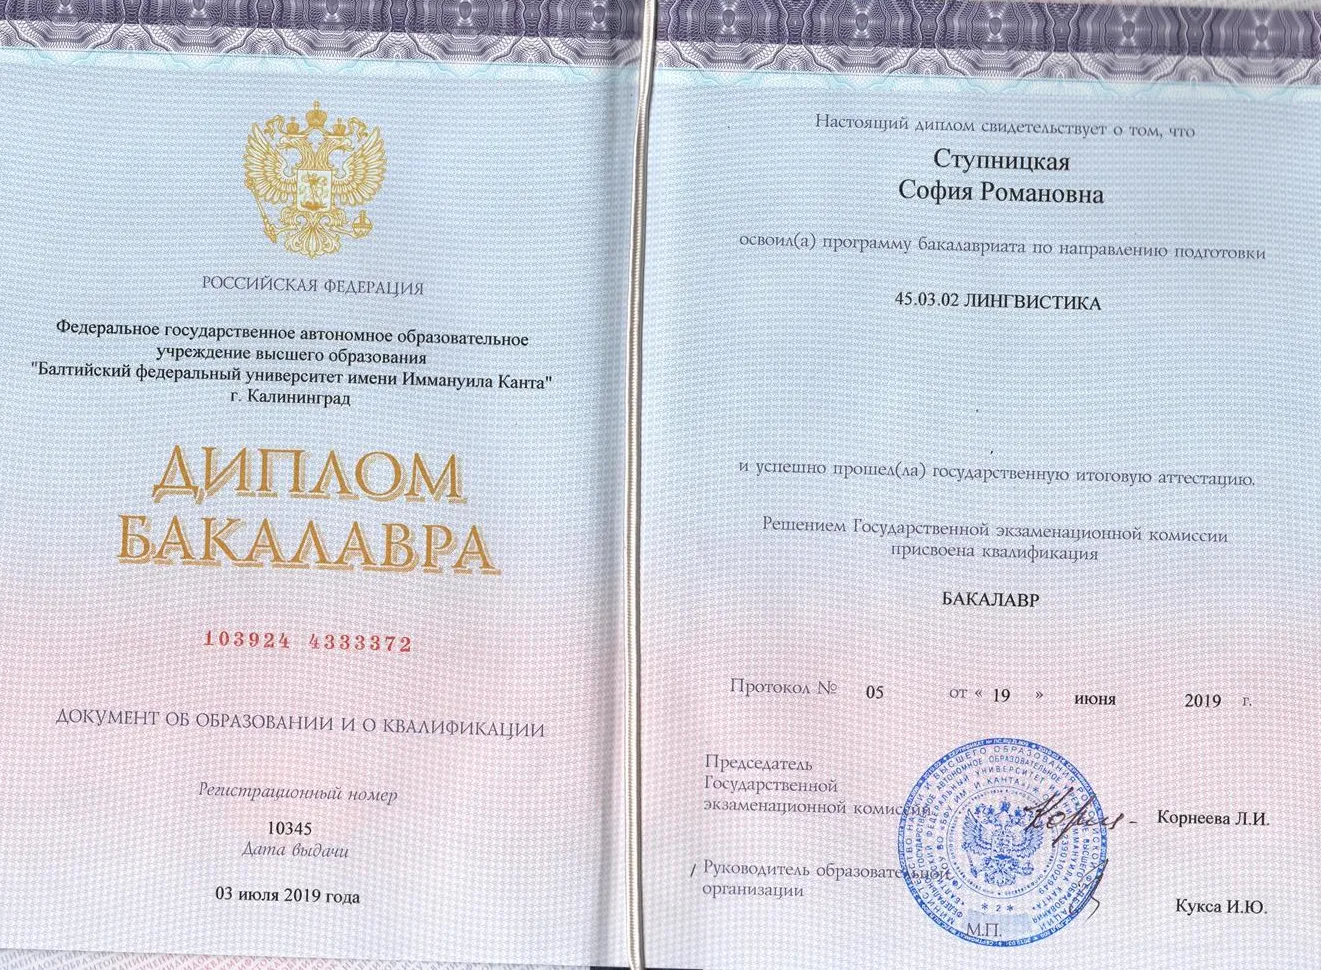 РОССИЙСКАЯ ФЕДЕРАЦИЯ
Федеральное государственное автономное образовательное
учреждение высшего образования
"Балтийский федеральный университет имени Иммануила Канта"
г. Калининград
ДИПЛОМ
БАКАЛАВРА
103924 4333372
ДОКУМЕНТ ОБ ОБРАЗОВАНИИ И О КВАЛИФИКАЦИИ
Регистрационный номер
10345
Дата выдачи
03 июля 2019 года
Настоящий диплом свидетельствует о том, что
Ступницкая
София Романовна
освоил(а) программу бакалавриата по направлению подготовки
45.03.02 ЛИНГВИСТИКА
и успешно прошел(ла) государственную итоговую аттестацию.
Решением Государственной экзаменационной комиссии
присвоена квалификация
БАКАЛАВР
Протокол № 05 от « 19 » июня 2019 г.
Председатель
Государственной
экзаменационной комиссии
Корнеева Л.И.
Руководитель образовательной
организации
Кукса И.Ю.
М.П.